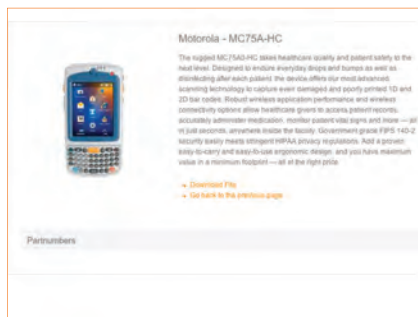 Motorola - MC75A-HC
The rugged MC75A0-HC takes healthcare quality and patient safety to the
next level. Designed to endure everyday drops and bumps as well as
disinfecting after each patient the device offers our most advanced
scanning technology to capture even damaged and poorly printed 1D and
2D bar codes. Robust wireless application performance and wireless
connectivity options allow healthcare givers to access patient records,
accurately administer medication, monitor patient vital signs and more — all
in just seconds, anywhere inside the facility. Government grade FIPS 140-2
security easily meets stringent HIPAA privacy regulations. Add a proven
easy-to-carry and easy-to-use ergonomic design, and you have maximum
value in a minimum footprint — all at the right price.
Download File
Go back to the previous page
Partnumbers